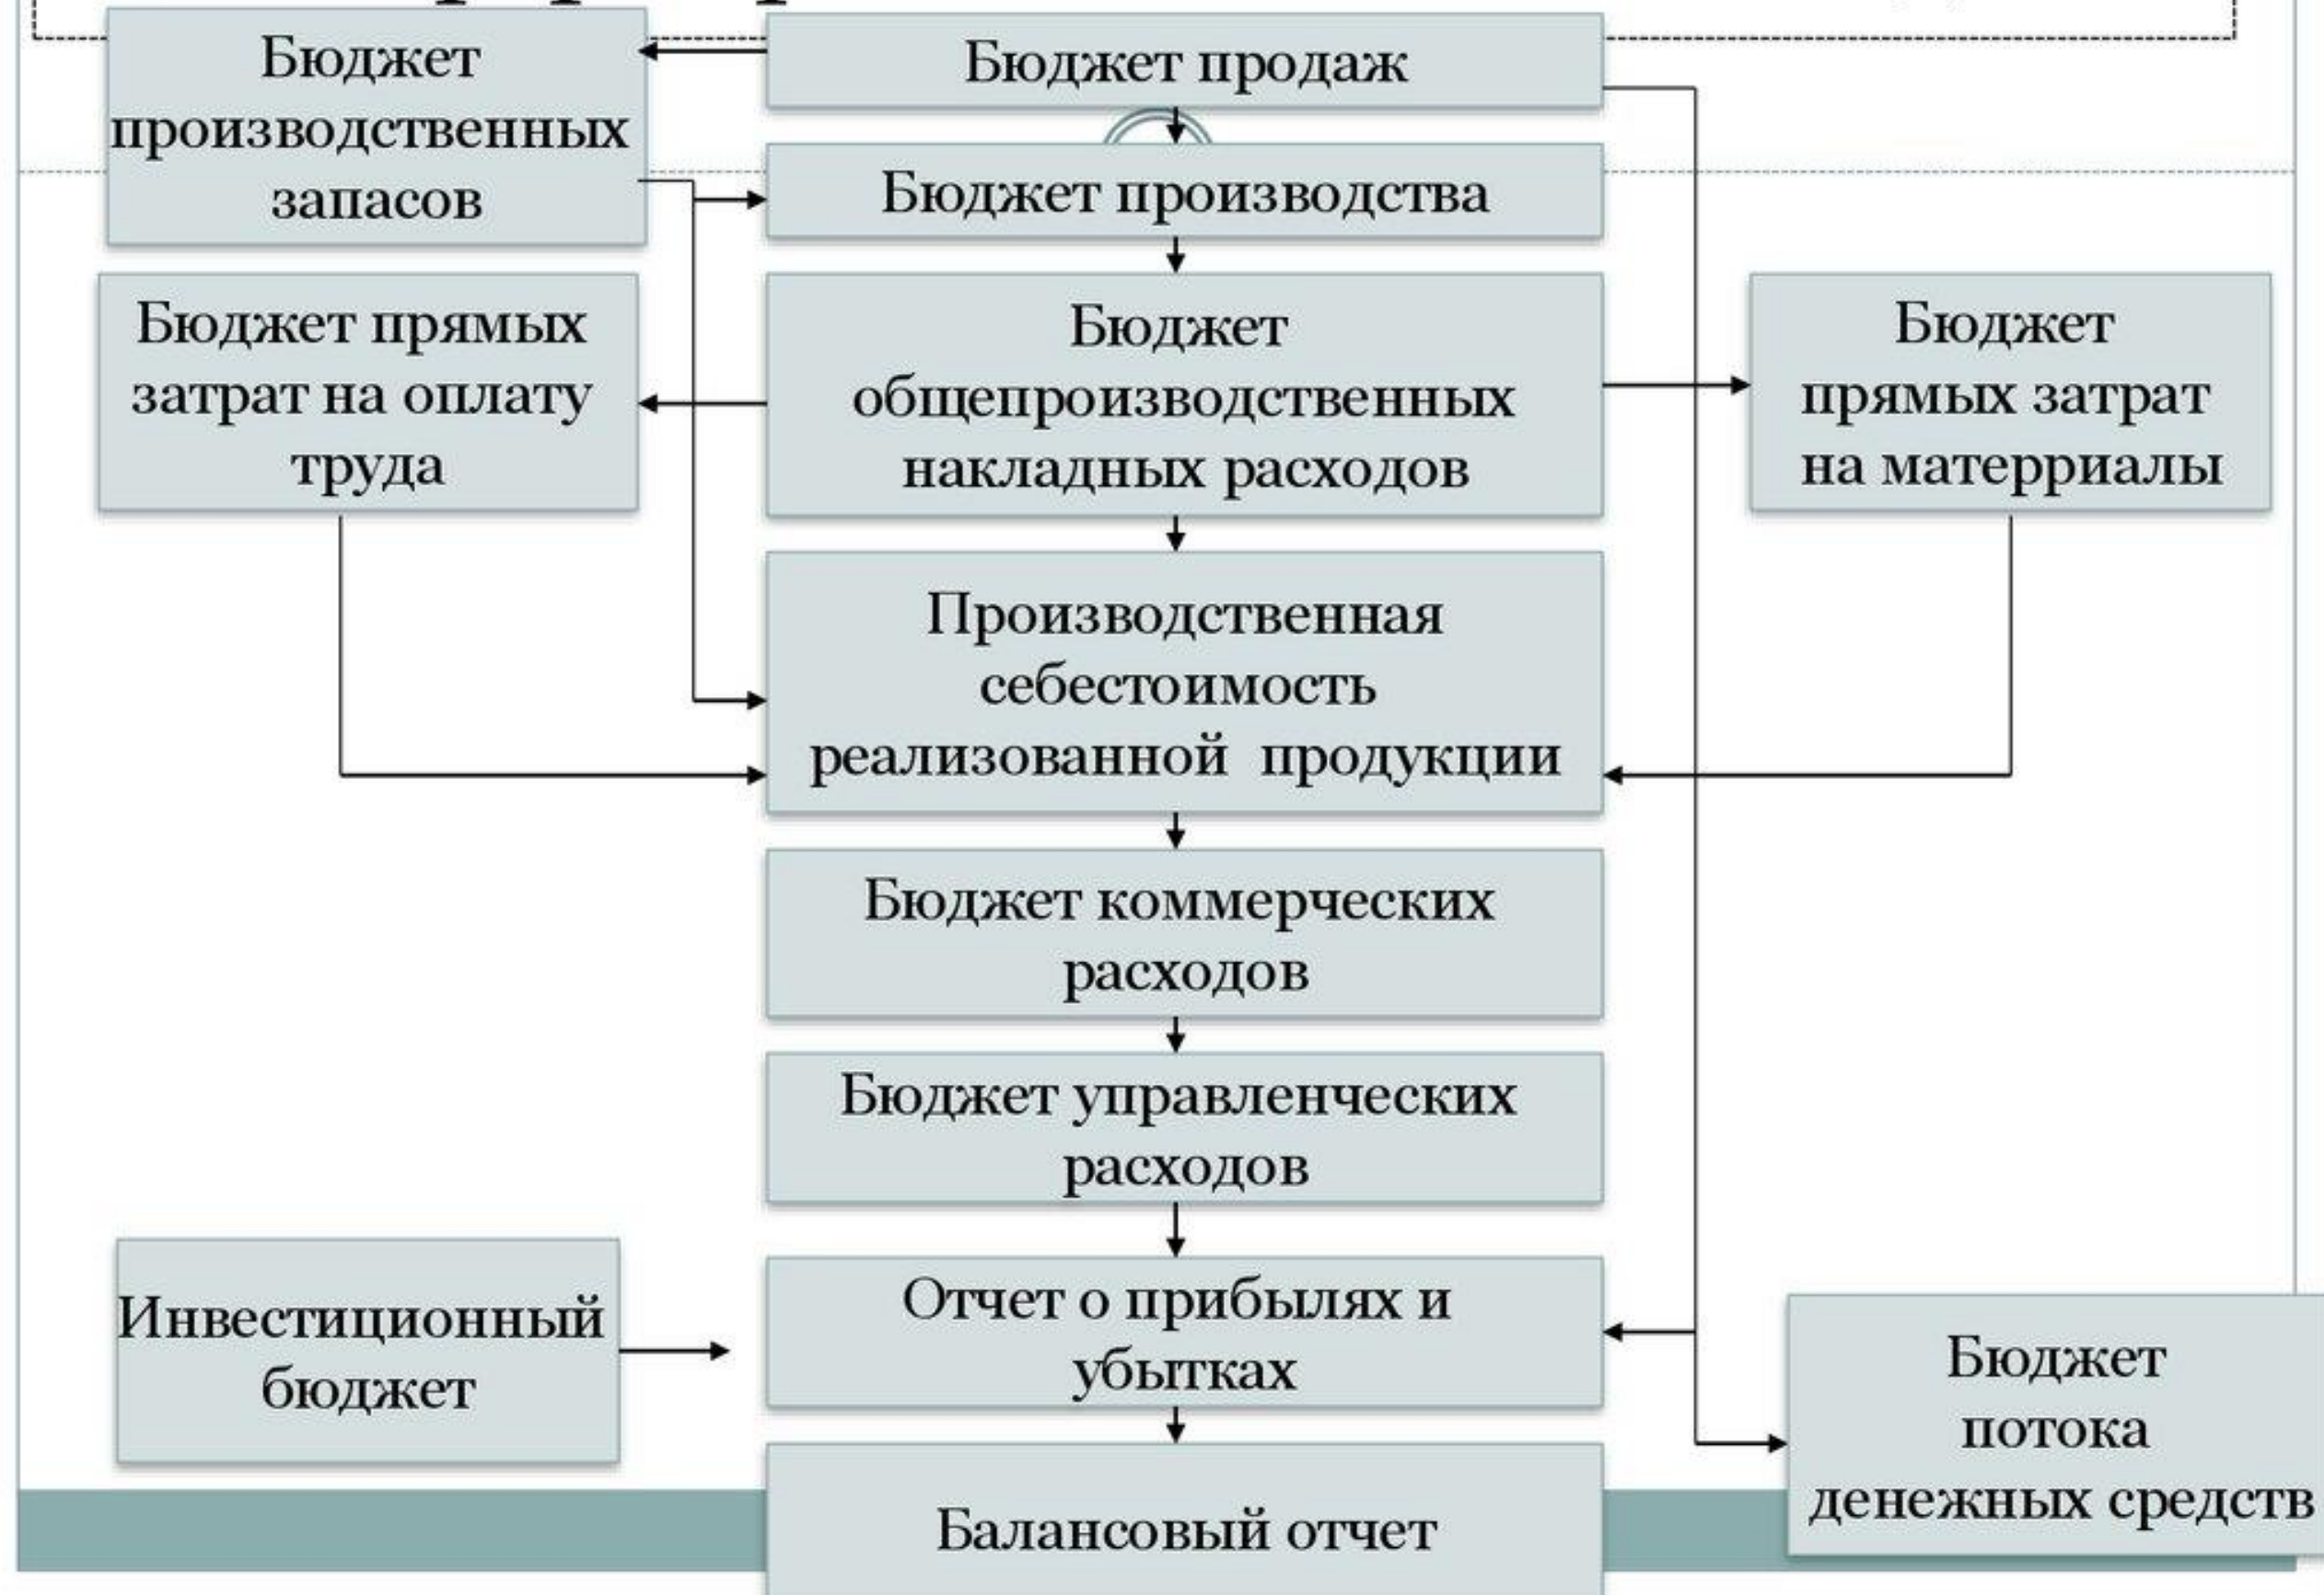 Бюджет
производственных
запасов
Бюджет продаж
Бюджет производства
Бюджет прямых
затрат на оплату
труда
Бюджет
общепроизводственных
накладных расходов
Бюджет
прямых затрат
на матерриалы
Производственная
себестоимость
реализованной продукции
Бюджет коммерческих
расходов
Бюджет управленческих
расходов
Инвестиционный
бюджет
Отчет о прибылях и
убытках
Бюджет
потока
денежных средств
Балансовый отчет